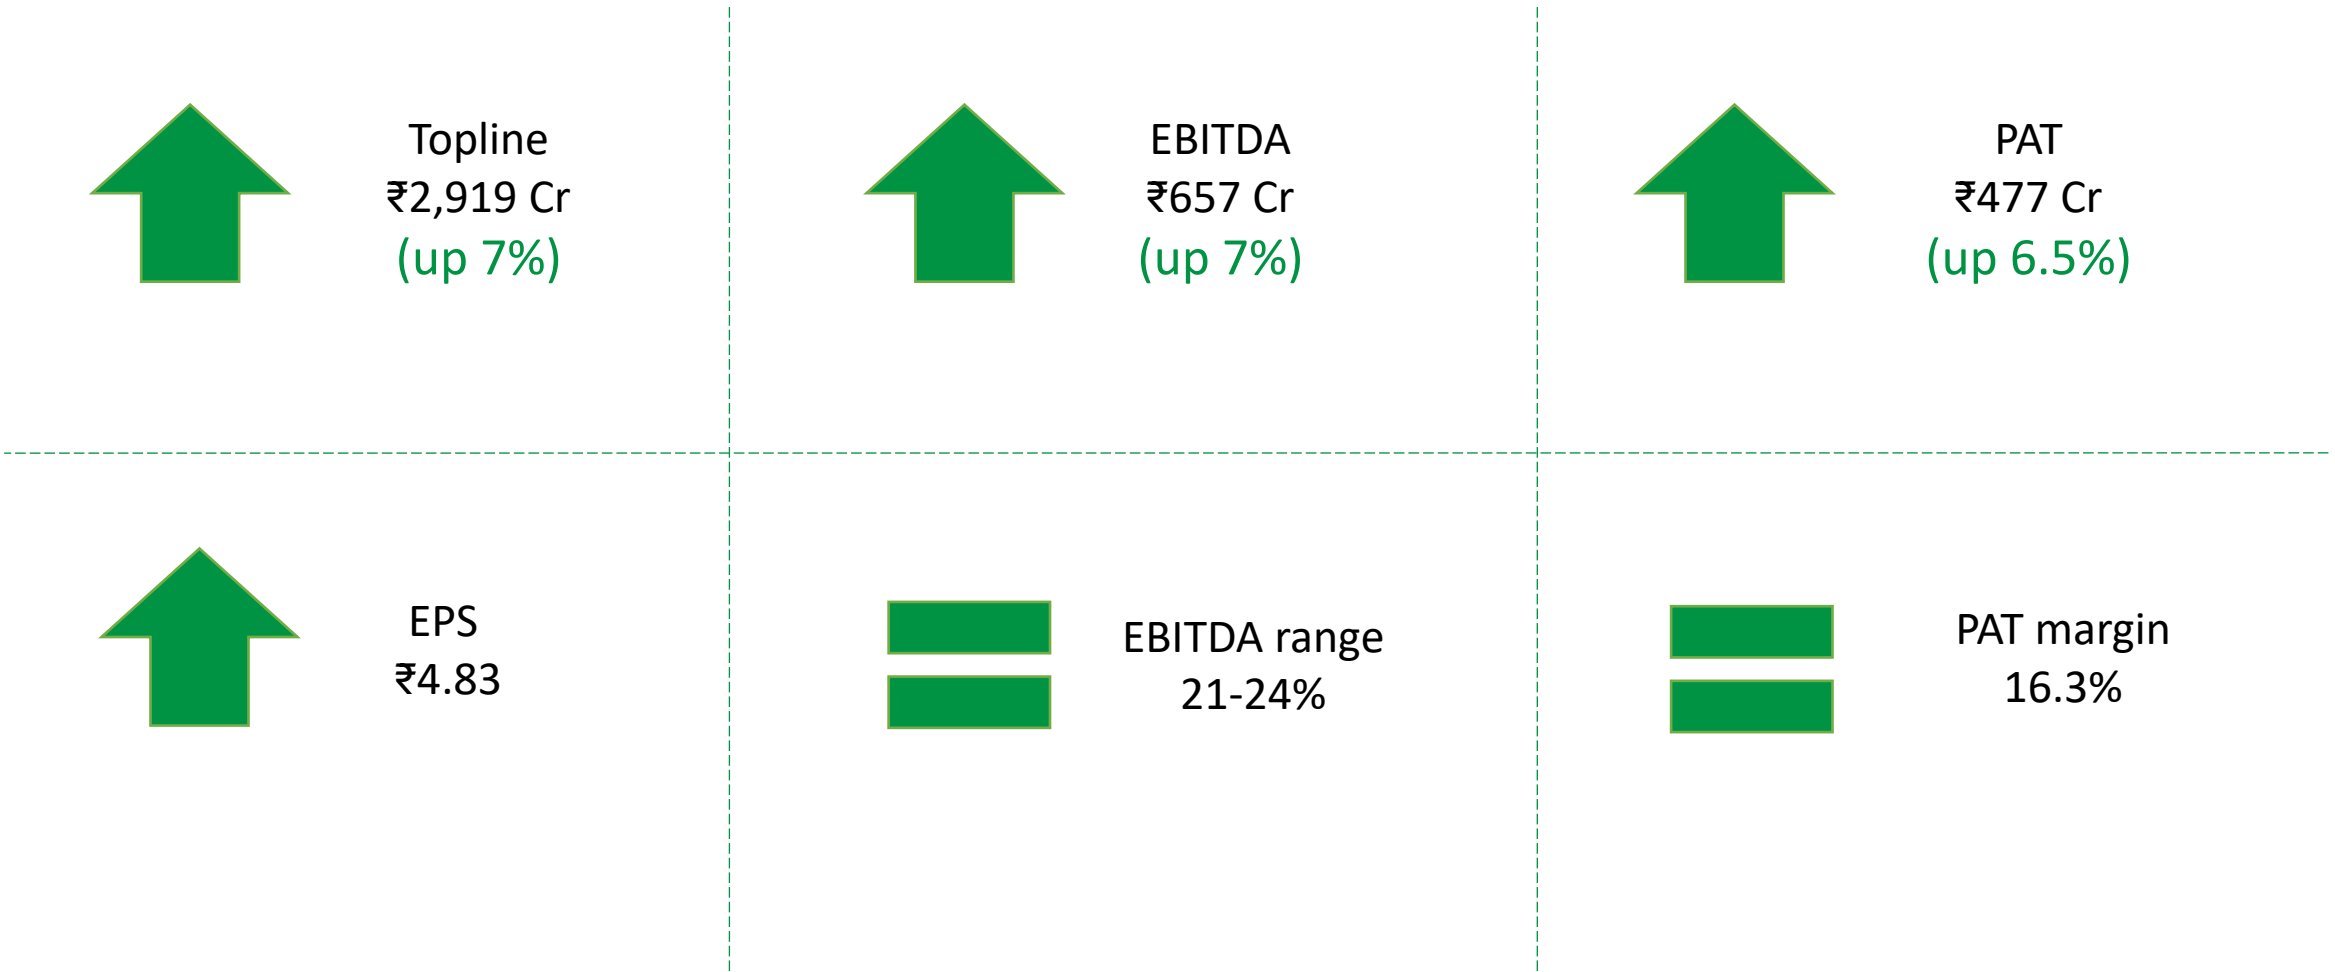 Topline
₹2,919 Cr
(up 7%)
EBITDA
₹657 Cr
(up 7%)
PAT
₹477 Cr
(up 6.5%)
EPS
₹4.83
EBITDA range
21-24%
PAT margin
16.3%